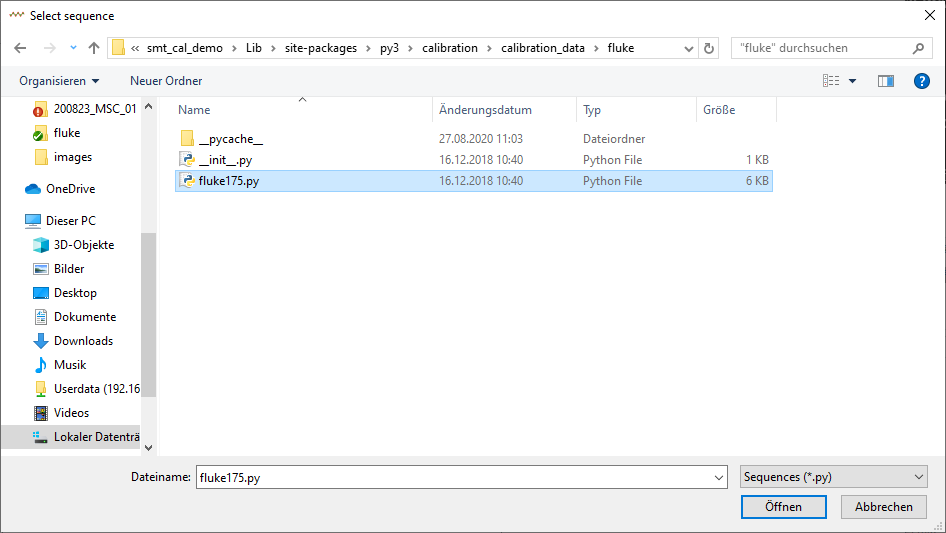 Select sequence
« smt_cal_demo › Lib › site-packages › py3 › calibration › calibration_data › fluke
"fluke" durchsuchen
Organisieren Neuer Ordner
Name Änderungsdatum Typ Größe
200823_MSC_01
fluke
images
OneDrive
Dieser PC
3D-Objekte
Bilder
Desktop
Dokumente
Downloads
Musik
Userdata (192.16
Videos
Lokaler Datenträ
__pycache__ 27.08.2020 11:03 Dateiordner
__init__.py 16.12.2018 10:40 Python File 1 KB
fluke175.py 16.12.2018 10:40 Python File 6 KB
Dateiname: fluke175.py Sequences (*.py)
Öffnen Abbrechen